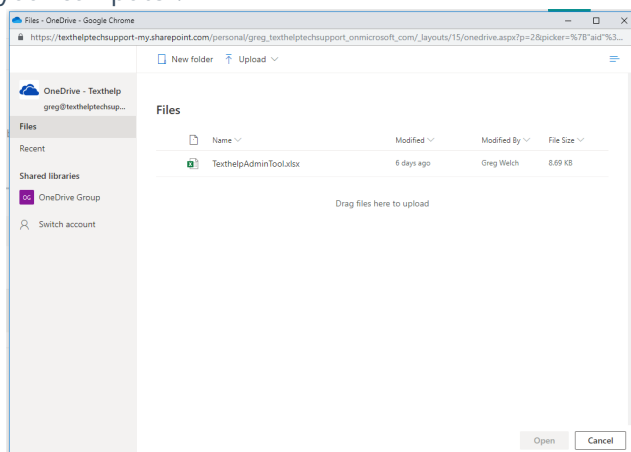 Files - OneDrive - Google Chrome
https://texthelptechsupport-my.sharepoint.com/personal/greg_texthelptechsupport_onmicrosoft_com/_layouts/15/onedrive.aspx?p=2&picker=%7B"aid"%3...
New folder Upload
OneDrive - Texthelp
greg@texthelptechsup...
Files
Recent
Shared libraries
OG OneDrive Group
Switch account
Files
Name Modified Modified By File Size
TexthelpAdminTool.xlsx 6 days ago Greg Welch 8.69 KB
Drag files here to upload
Open Cancel